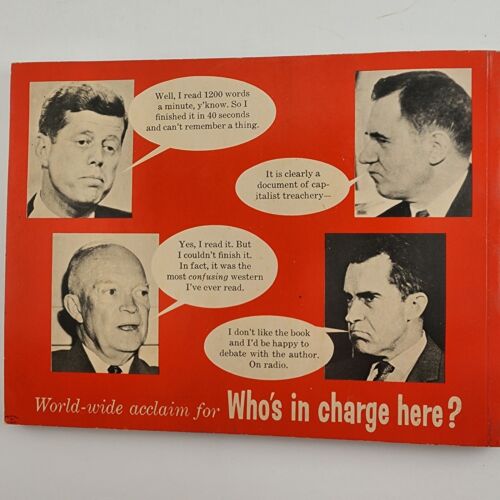 Well, I read 1200 words
a minute, y'know. So I
finished it in 40 seconds
and can't remember a thing.
It is clearly a
document of cap-
italist treachery—
Yes, I read it. But
I couldn't finish it.
In fact, it was the
most confusing western
I've ever read.
I don't like the book
and I'd be happy to
debate with the author.
On radio.
World-wide acclaim for Who's in charge here?